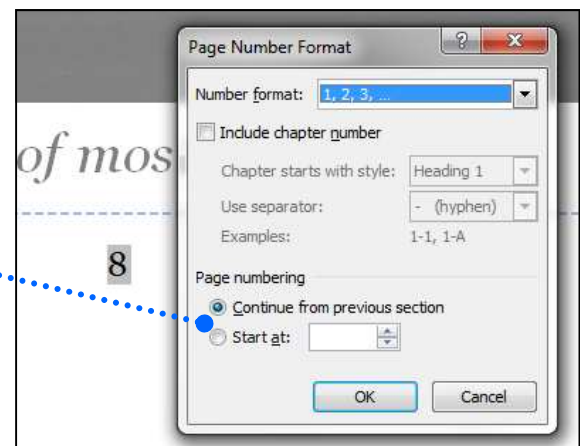 Page Number Format
Number format: 1, 2, 3, ...
Include chapter number
of mos
Chapter starts with style: Heading 1
Use separator: - (hyphen)
Examples: 1-1, 1-A
8
Page numbering
Continue from previous section
Start at:
OK Cancel